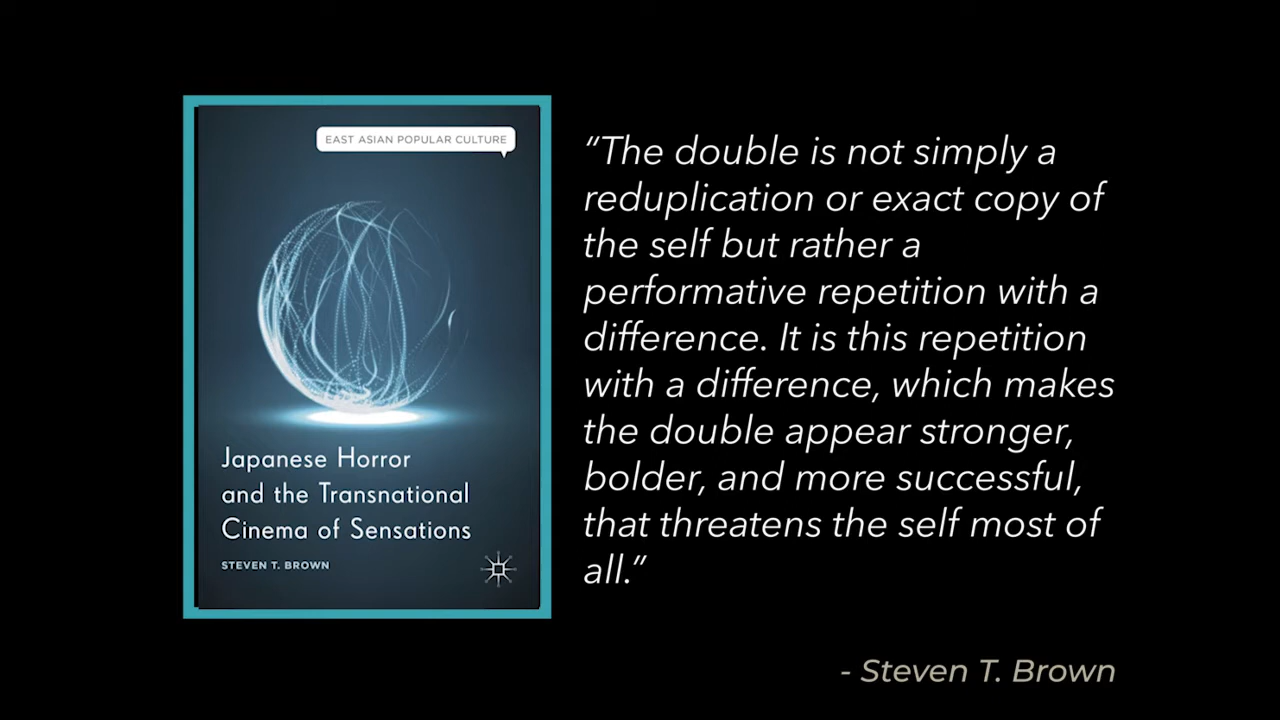 EAST ASIAN POPULAR CULTURE
Japanese Horror
and the Transnational
Cinema of Sensations
STEVEN T. BROWN
“The double is not simply a
reduplication or exact copy of
the self but rather a
performative repetition with a
difference. It is this repetition
with a difference, which makes
the double appear stronger,
bolder, and more successful,
that threatens the self most of
all.”
- Steven T. Brown